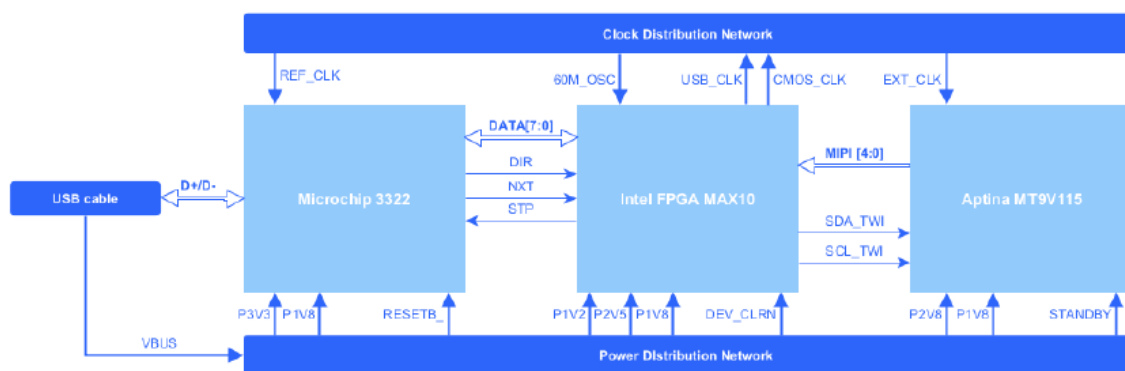 Clock Distribution Network
REF_CLK
60M_OSC
USB_CLK
CMOS_CLK
EXT_CLK
DATA[7:0]
DIR
NXT
STP
MIPI [4:0]
USB cable
D+/D-
Microchip 3322
Intel FPGA MAX10
Aptina MT9V115
SDA_TWI
SCL_TWI
P3V3
P1V8
RESETB_
P1V2
P2V5
P1V8
DEV_CLRN
P2V8
P1V8
STANDBY
VBUS
Power Distribution Network